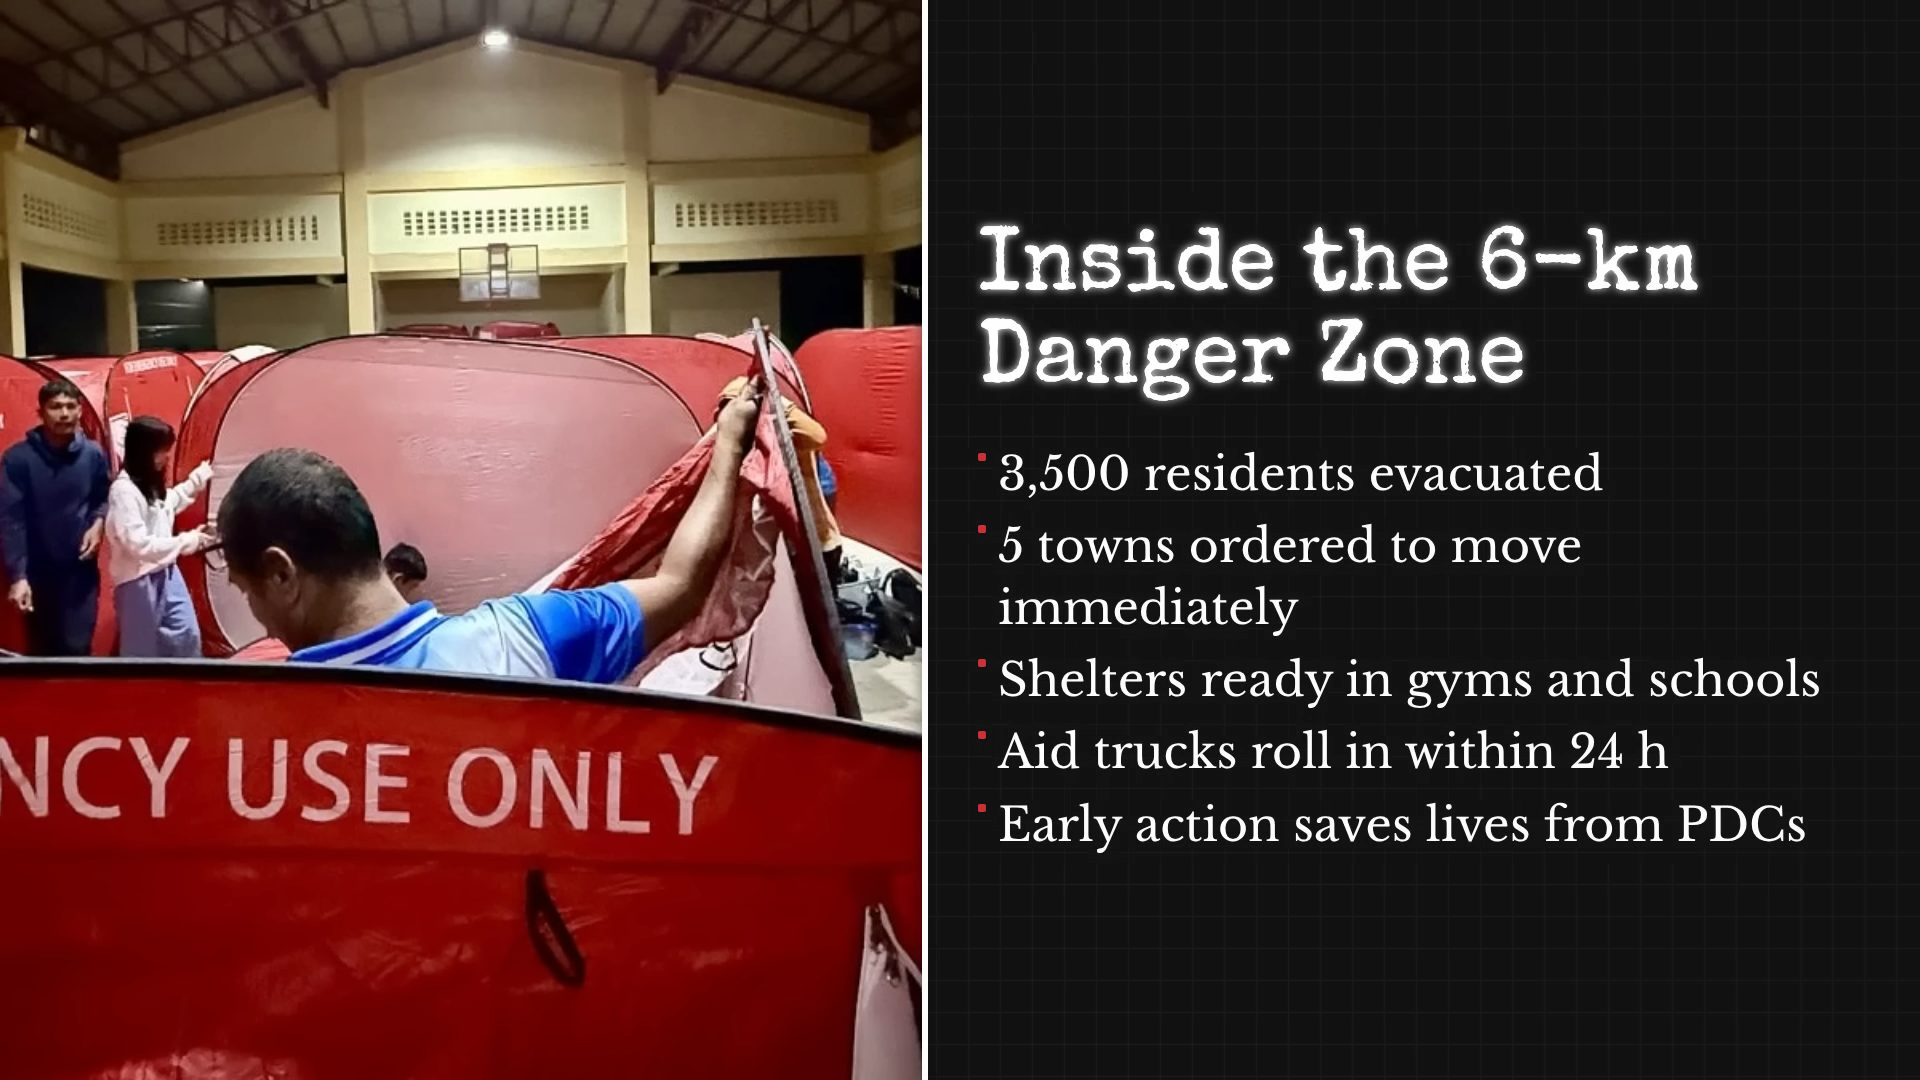 Inside the 6-km
Danger Zone
3,500 residents evacuated
5 towns ordered to move
immediately
Shelters ready in gyms and schools
Aid trucks roll in within 24 h
Early action saves lives from PDCs
NCY USE ONLY